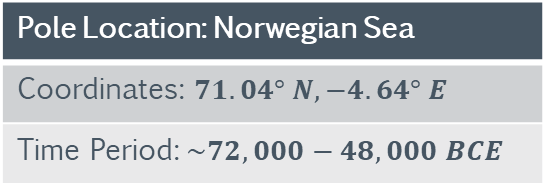 Pole Location: Norwegian Sea
Coordinates: 71.04° N, −4.64° E
Time Period: ~72,000 − 48,000 BCE